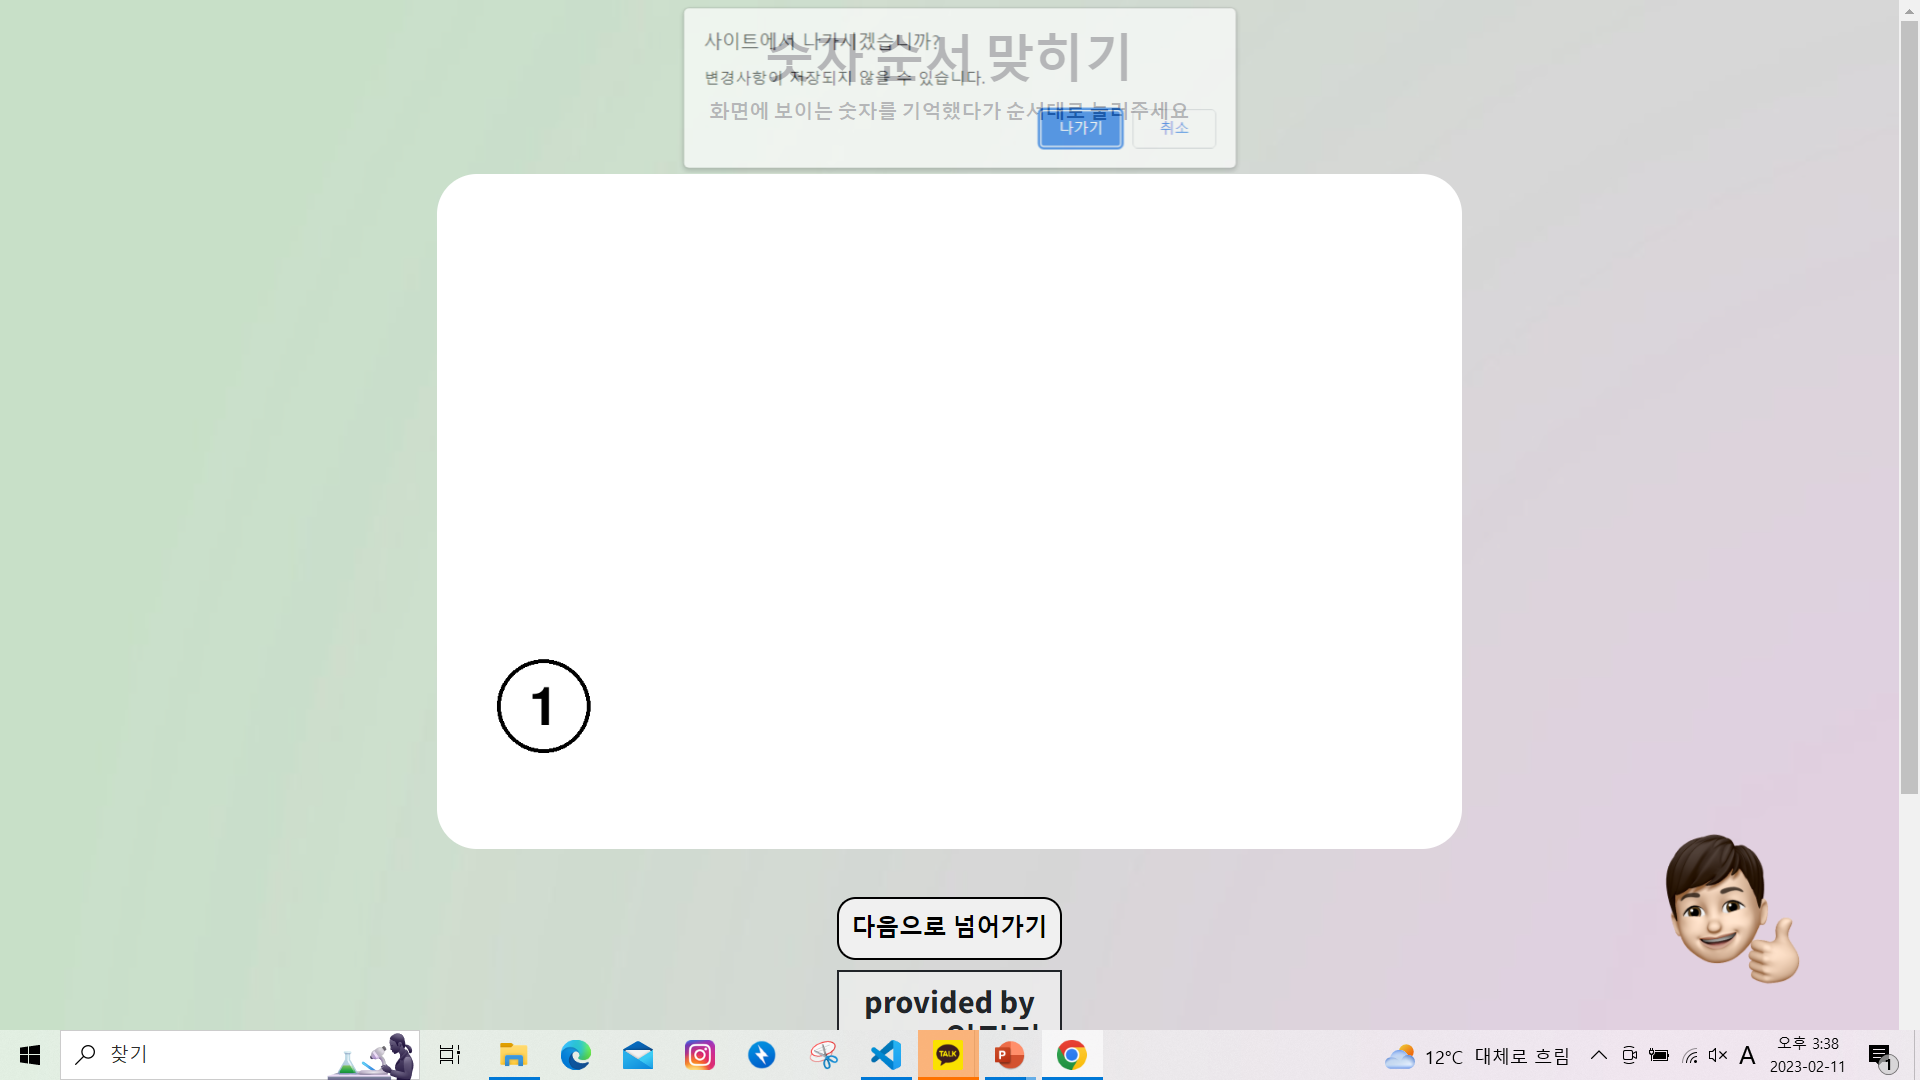 사이트에서 나가시겠습니까?
숫자 순서 맞히기
변경사항이 저장되지 않을 수 있습니다.
화면에 보이는 숫자를 기억했다가 순서대로 눌러주세요
나가기 취소
1
다음으로 넘어가기
provided by
찾기
TALK
P
12°C 대체로 흐림
A
오후 3:38
2023-02-11
1